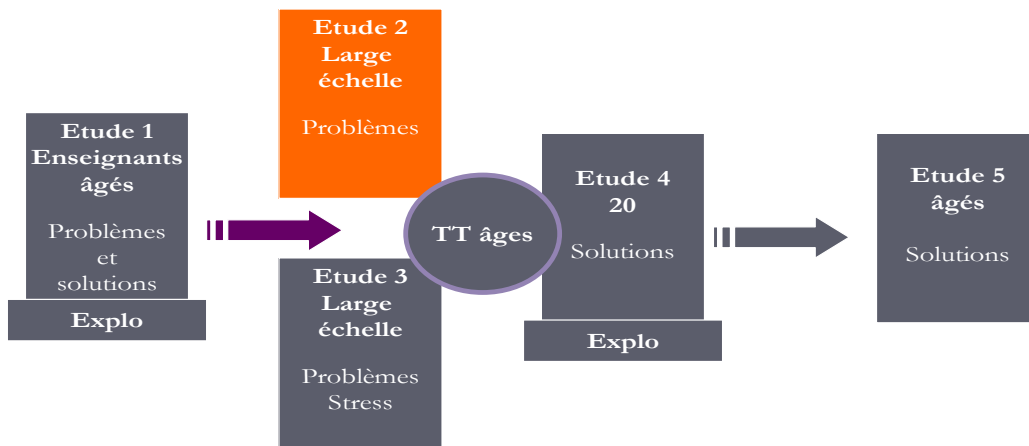 Etude 1
Enseignants
âgés
Problèmes
et
solutions
Explo
Etude 2
Large
échelle
Problèmes
Etude 3
Large
échelle
Problèmes
Stress
TT âges
Etude 4
20
Solutions
Explo
Etude 5
âgés
Solutions